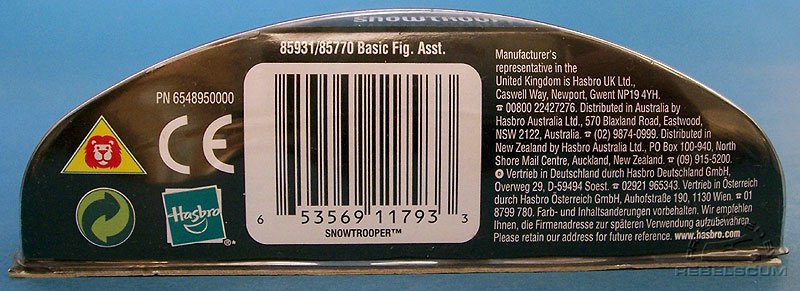 SNOWTROOPER
85931/85770 Basic Fig. Asst.
PN 6548950000
CE
Hasbro
6 53569 11793 3
SNOWTROOPER™
Manufacturer's
representative in the
United Kingdom is Hasbro UK Ltd.,
Caswell Way, Newport, Gwent NP19 4YH.
☎ 00800 22427276. Distributed in Australia by
Hasbro Australia Ltd., 570 Blaxland Road, Eastwood,
NSW 2122, Australia. ☎ (02) 9874-0999. Distributed in
New Zealand by Hasbro Australia Ltd., PO Box 100-940, North
Shore Mail Centre, Auckland, New Zealand. ☎ (09) 915-5200.
D Vertrieb in Deutschland durch Hasbro Deutschland GmbH,
Overweg 29, D-59494 Soest. ☎ 02921 965343. Vertrieb in Österreich
durch Hasbro Österreich GmbH, Auhofstraße 190, 1130 Wien. ☎ 01
8799 780. Farb- und Inhaltsänderungen vorbehalten. Wir empfehlen
Ihnen, die Firmenadresse zur späteren Verwendung aufzubewahren.
Please retain our address for future reference. www.hasbro.com
REBELSCUM